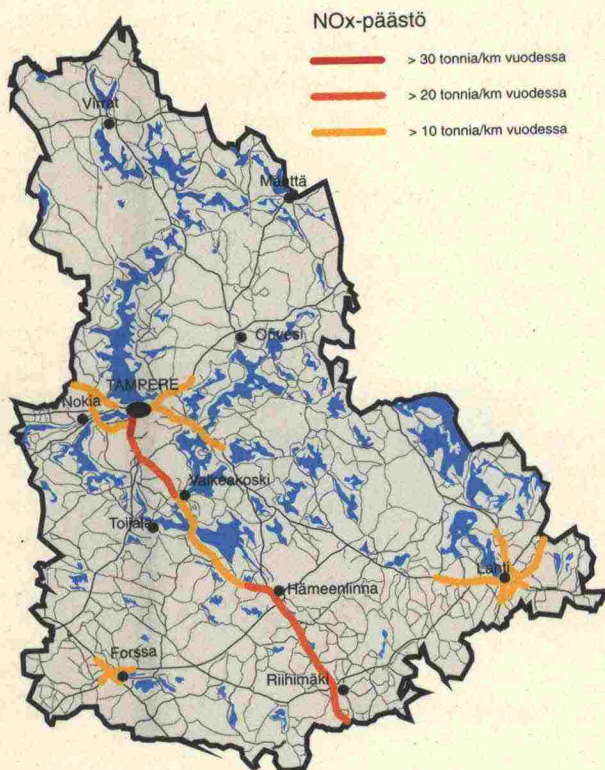 NOx-päästö
> 30 tonnia/km vuodessa
> 20 tonnia/km vuodessa
> 10 tonnia/km vuodessa
Virrat
Mänttä
Orivesi
TAMPERE
Nokia
Valkeakoski
Toijala
Lahti
Hämeenlinna
Forssa
Riihimäki